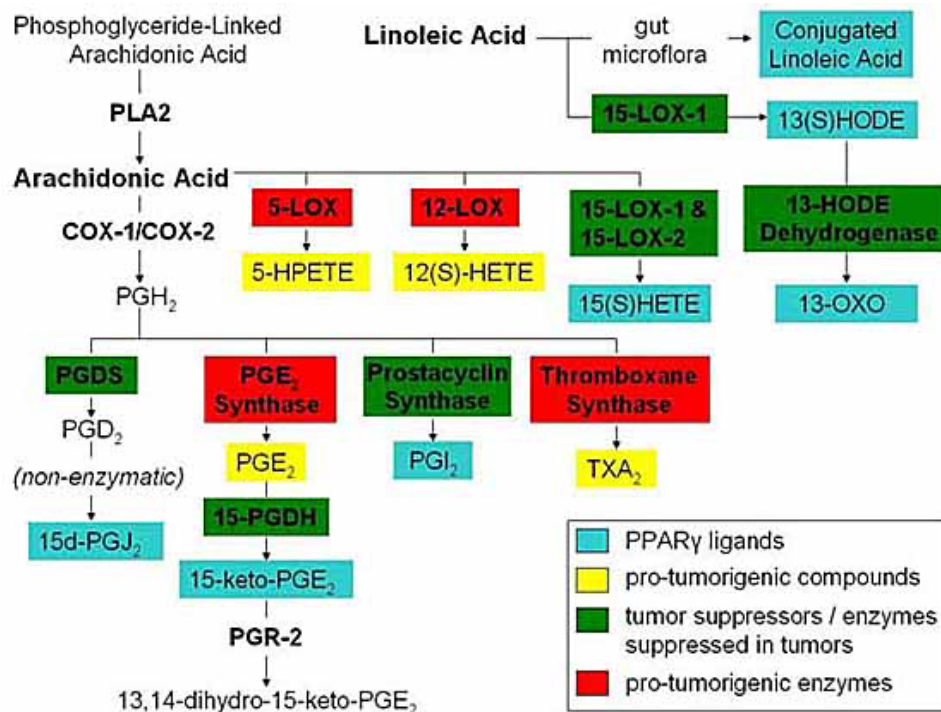 Phosphoglyceride-Linked
Arachidonic Acid
PLA2
Arachidonic Acid
COX-1/COX-2
PGH₂
Linoleic Acid
gut
microflora
Conjugated
Linoleic Acid
15-LOX-1
13(S)HODE
13-HODE
Dehydrogenase
13-OXO
5-LOX
5-HPETE
12-LOX
12(S)-HETE
15-LOX-1 &
15-LOX-2
15(S)HETE
PGDS
PGD₂
(non-enzymatic)
15d-PGJ₂
PGE₂
Synthase
PGE₂
15-PGDH
15-keto-PGE₂
PGR-2
13,14-dihydro-15-keto-PGE₂
Prostacyclin
Synthase
PGI₂
Thromboxane
Synthase
TXA₂
PPARγ ligands
pro-tumorigenic compounds
tumor suppressors / enzymes
suppressed in tumors
pro-tumorigenic enzymes